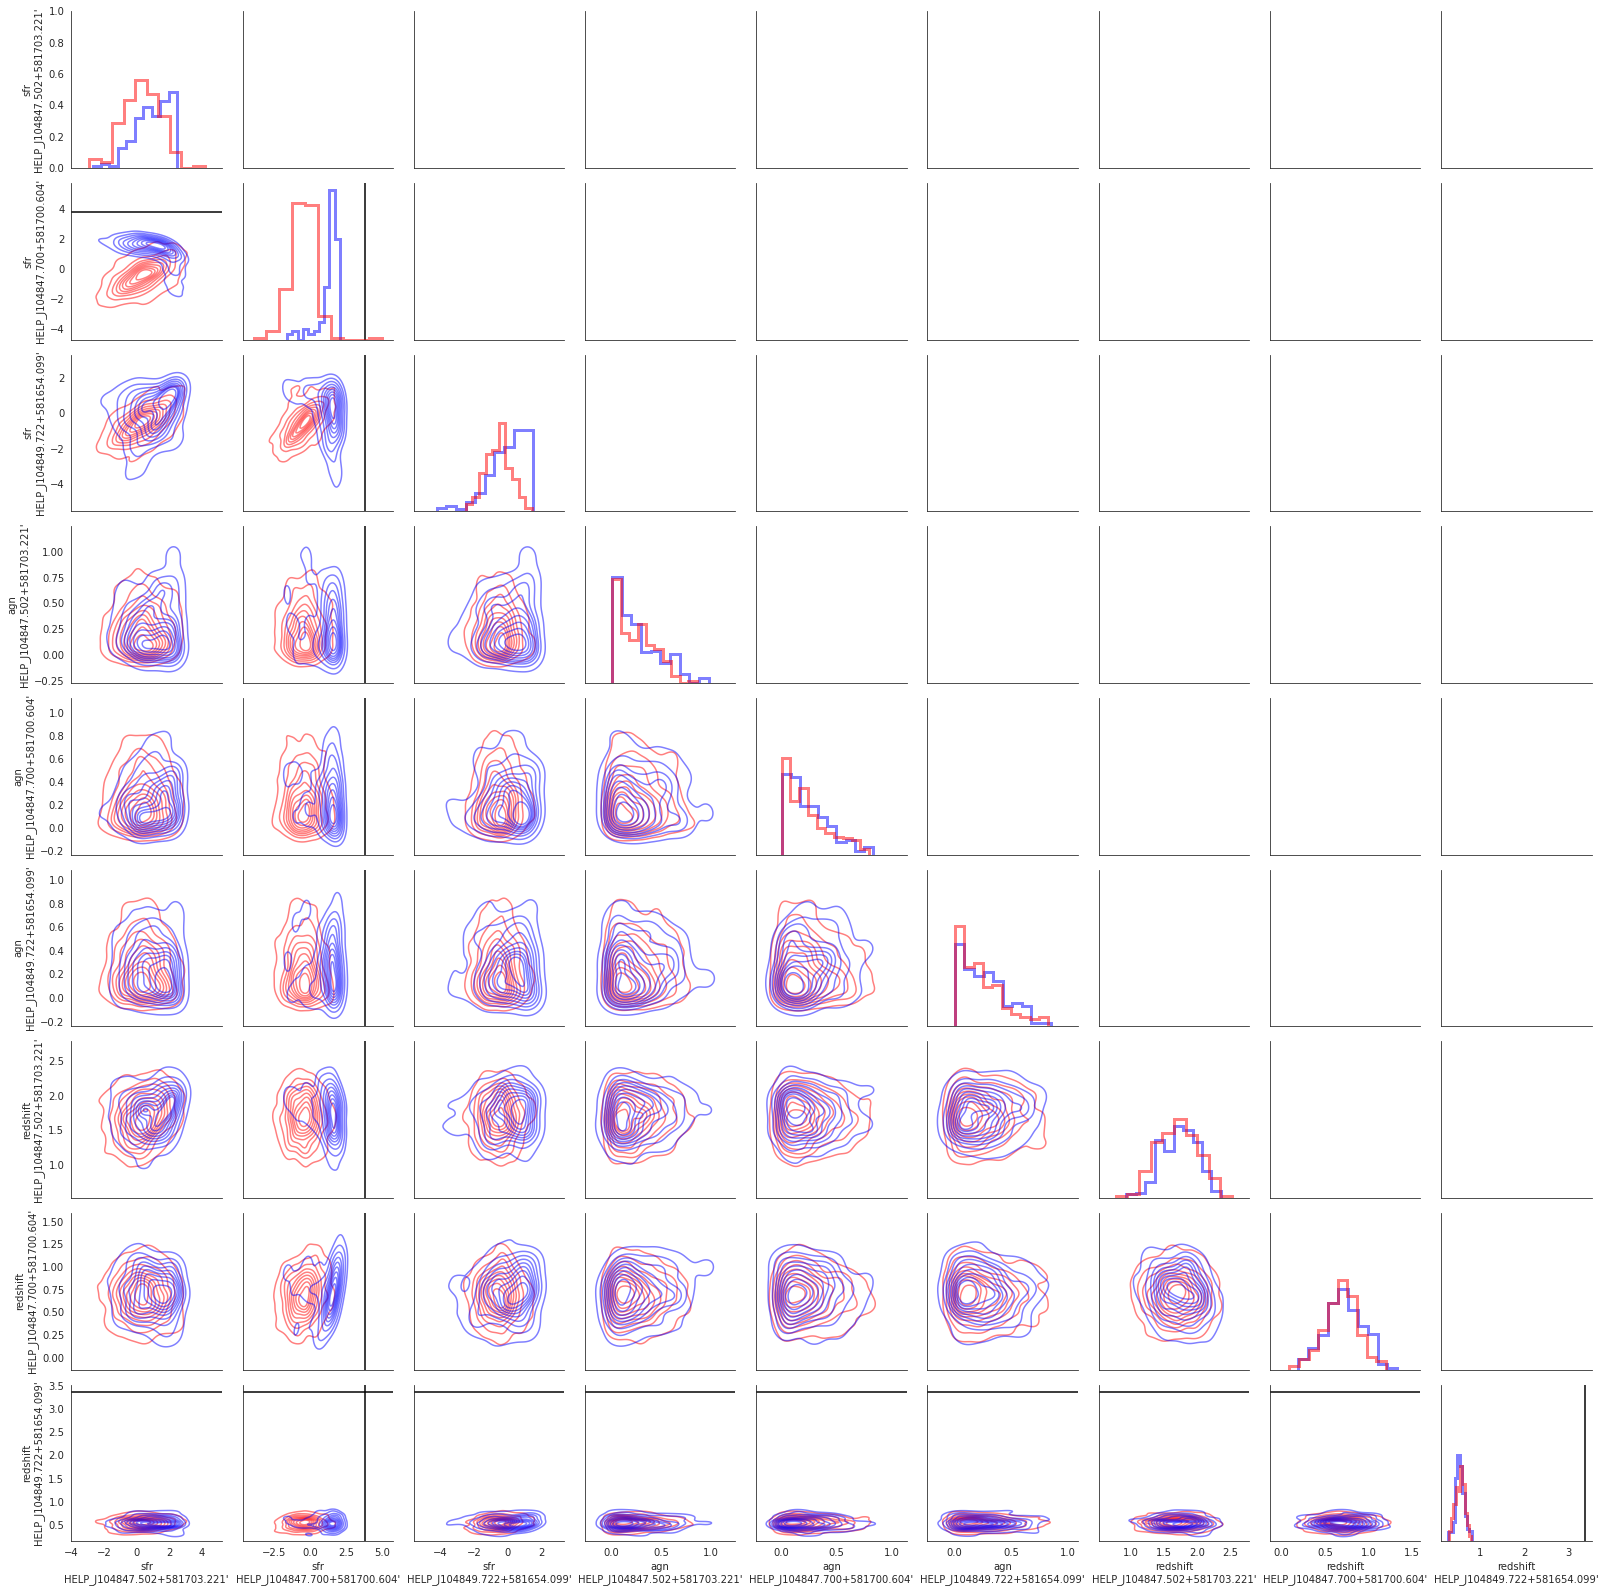 sfr
HELP_J104847.502+581703.221'
1.0
0.8
0.6
0.4
0.2
0.0
sfr
HELP_J104847.700+581700.604'
4
2
0
−2
−4
sfr
HELP_J104849.722+581654.099'
2
0
−2
−4
agn
HELP_J104847.502+581703.221'
1.00
0.75
0.50
0.25
0.00
−0.25
agn
HELP_J104847.700+581700.604'
1.0
0.8
0.6
0.4
0.2
0.0
−0.2
agn
HELP_J104849.722+581654.099'
1.0
0.8
0.6
0.4
0.2
0.0
−0.2
redshift
HELP_J104847.502+581703.221'
2.5
2.0
1.5
1.0
redshift
HELP_J104847.700+581700.604'
1.50
1.25
1.00
0.75
0.50
0.25
0.00
redshift
HELP_J104849.722+581654.099'
3.5
3.0
2.5
2.0
1.5
1.0
0.5
−4 −2 0 2 4
sfr
HELP_J104847.502+581703.221'
−2.5 0.0 2.5 5.0
sfr
HELP_J104847.700+581700.604'
−2 0 2
sfr
HELP_J104849.722+581654.099'
0.0 0.5 1.0
agn
HELP_J104847.502+581703.221'
0.0 0.5 1.0
agn
HELP_J104847.700+581700.604'
0.0 0.5 1.0
agn
HELP_J104849.722+581654.099'
1.0 1.5 2.0 2.5
redshift
HELP_J104847.502+581703.221'
0.0 0.5 1.0 1.5
redshift
HELP_J104847.700+581700.604'
1 2 3
redshift
HELP_J104849.722+581654.099'